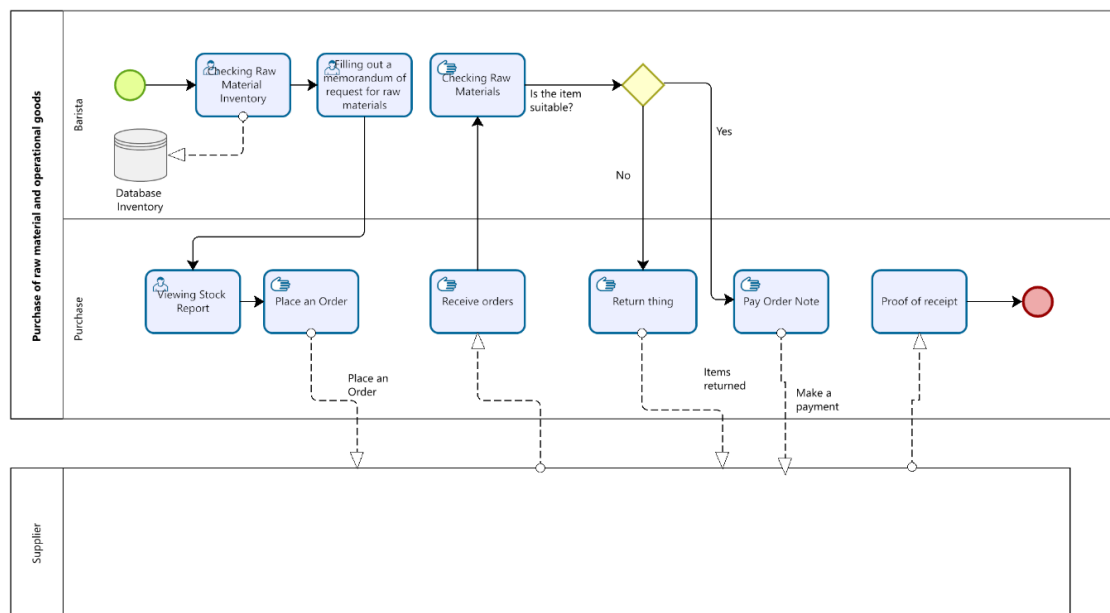 Purchase of raw material and operational goods
Barista
Checking Raw
Material
Inventory
Filling out a
memorandum of
request for raw
materials
Checking Raw
Materials
Is the item
suitable?
Yes
No
Database
Inventory
Purchase
Viewing Stock
Report
Place an Order
Receive orders
Return thing
Pay Order Note
Proof of receipt
Place an
Order
Items
returned
Make a
payment
Supplier